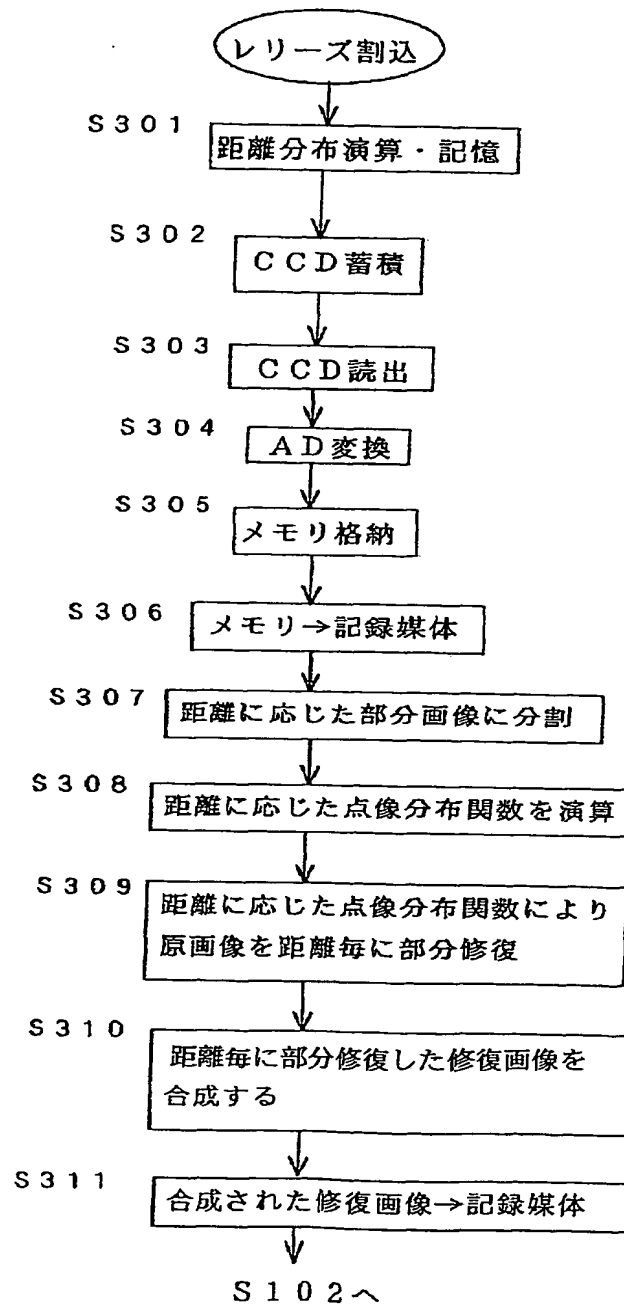 レリーズ割込
S301
距離分布演算・記憶
S302
CCD蓄積
S303
CCD読出
S304
AD変換
S305
メモリ格納
S306
メモリ→記録媒体
S307
距離に応じた部分画像に分割
S308
距離に応じた点像分布関数を演算
S309
距離に応じた点像分布関数により
原画像を距離毎に部分修復
S310
距離毎に部分修復した修復画像を
合成する
S311
合成された修復画像→記録媒体
S102へ